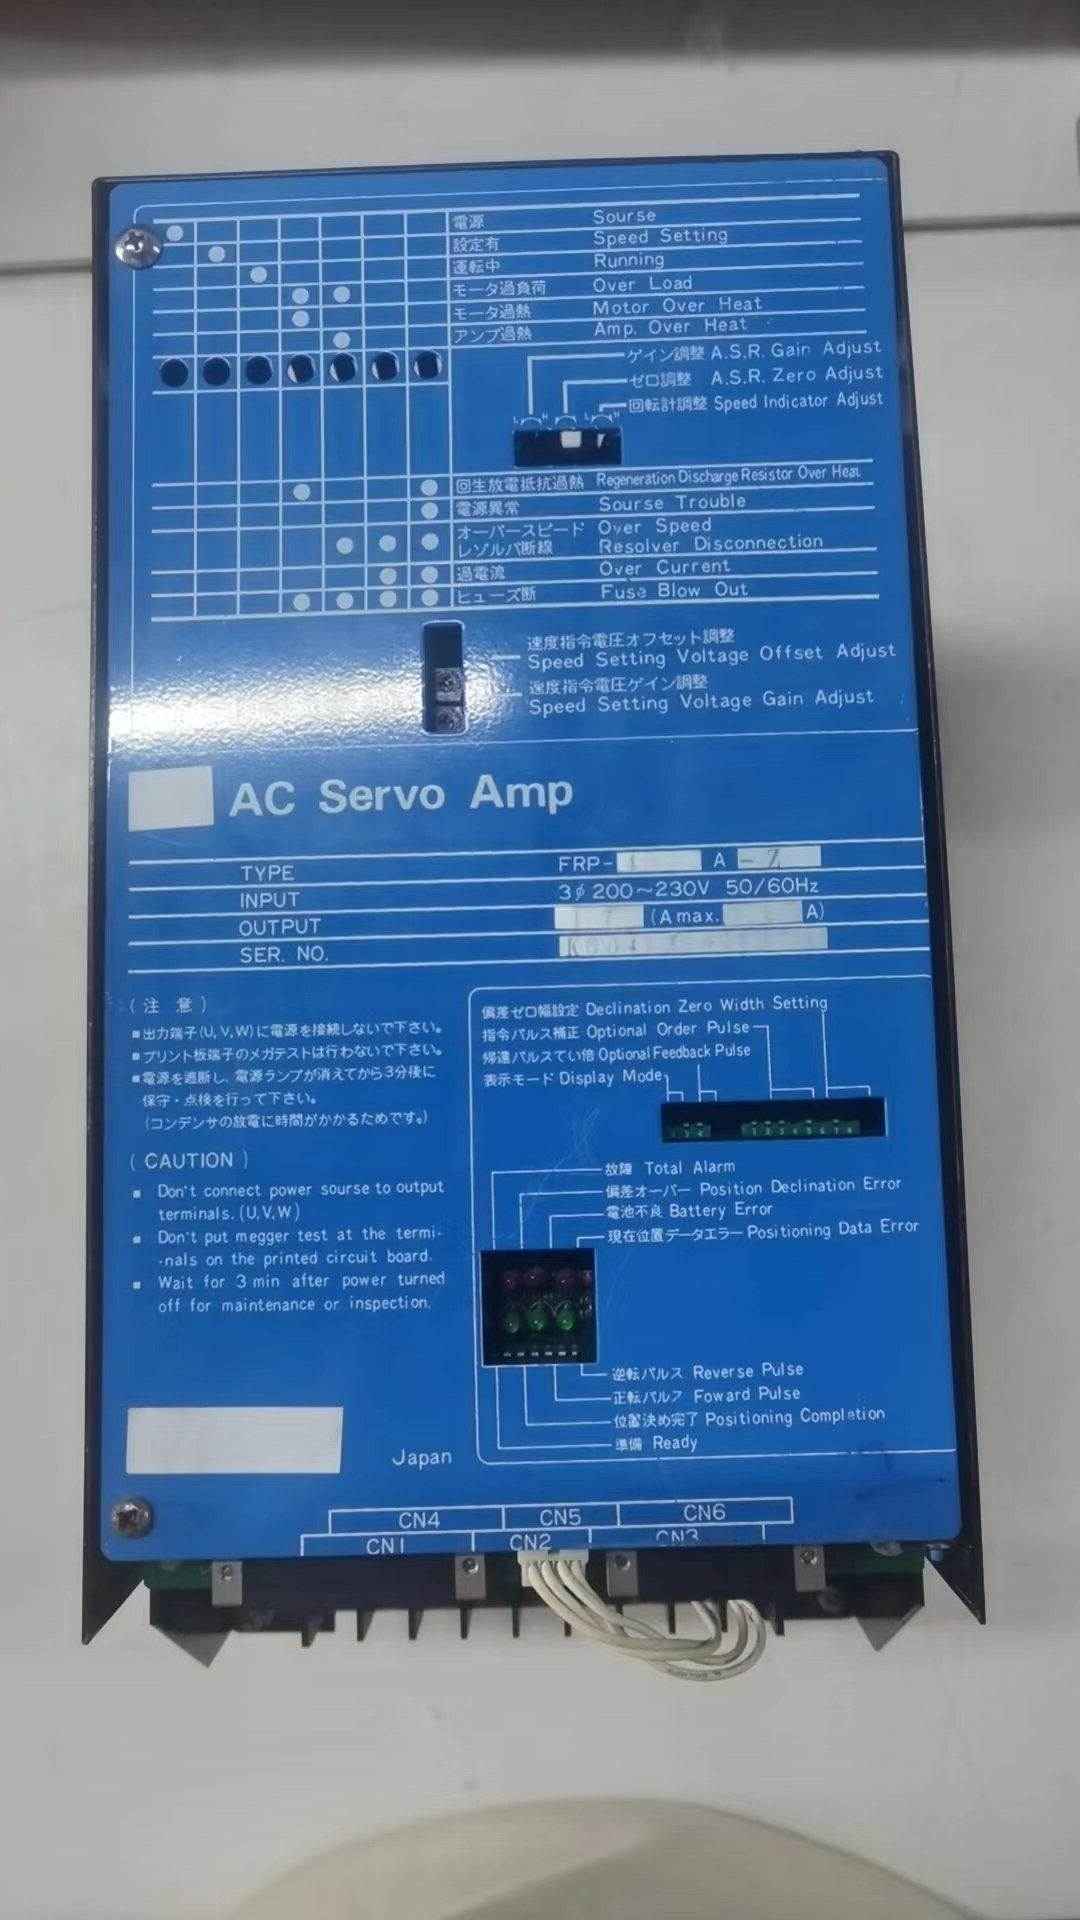 電源 Sourse
設定有 Speed Setting
運転中 Running
モータ過負荷 Over Load
モータ過熱 Motor Over Heat
アンプ過熱 Amp. Over Heat
ゲイン調整 A.S.R. Gain Adjust
ゼロ調整 A.S.R. Zero Adjust
回転計調整 Speed Indicator Adjust
L H L H
回生放電抵抗過熱 Regeneration Discharge Resistor Over Heat
電源異常 Sourse Trouble
オーバースピード Over Speed
レゾルバ断線 Resolver Disconnection
過電流 Over Current
ヒューズ断 Fuse Blow Out
速度指令電圧オフセット調整
Speed Setting Voltage Offset Adjust
速度指令電圧ゲイン調整
Speed Setting Voltage Gain Adjust
AC Servo Amp
TYPE FRP- A -Z
INPUT 3φ 200~230V 50/60Hz
OUTPUT (A max. A)
SER. NO.
(注 意)
■出力端子(U,V,W)に電源を接続しないで下さい。
■プリント板端子のメガテストは行わないで下さい。
■電源を遮断し、電源ランプが消えてから3分後に
保守・点検を行って下さい。
(コンデンサの放電に時間がかかるためです。)
(CAUTION)
■ Don't connect power sourse to output
terminals. (U,V,W)
■ Don't put megger test at the termi-
-nals on the printed circuit board.
■ Wait for 3 min after power turned
off for maintenance or inspection.
偏差ゼロ幅設定 Declination Zero Width Setting
指令パルス補正 Optional Order Pulse
帰還パルスてい倍 Optional Feedback Pulse
表示モード Display Mode
1 2 3 4 5 6 7 8
故障 Total Alarm
偏差オーバー Position Declination Error
電池不良 Battery Error
現在位置データエラー Positioning Data Error
逆転パルス Reverse Pulse
正転パルス Foward Pulse
位置決め完了 Positioning Completion
準備 Ready
Japan
CN4 CN5 CN6
CN1 CN2 CN3